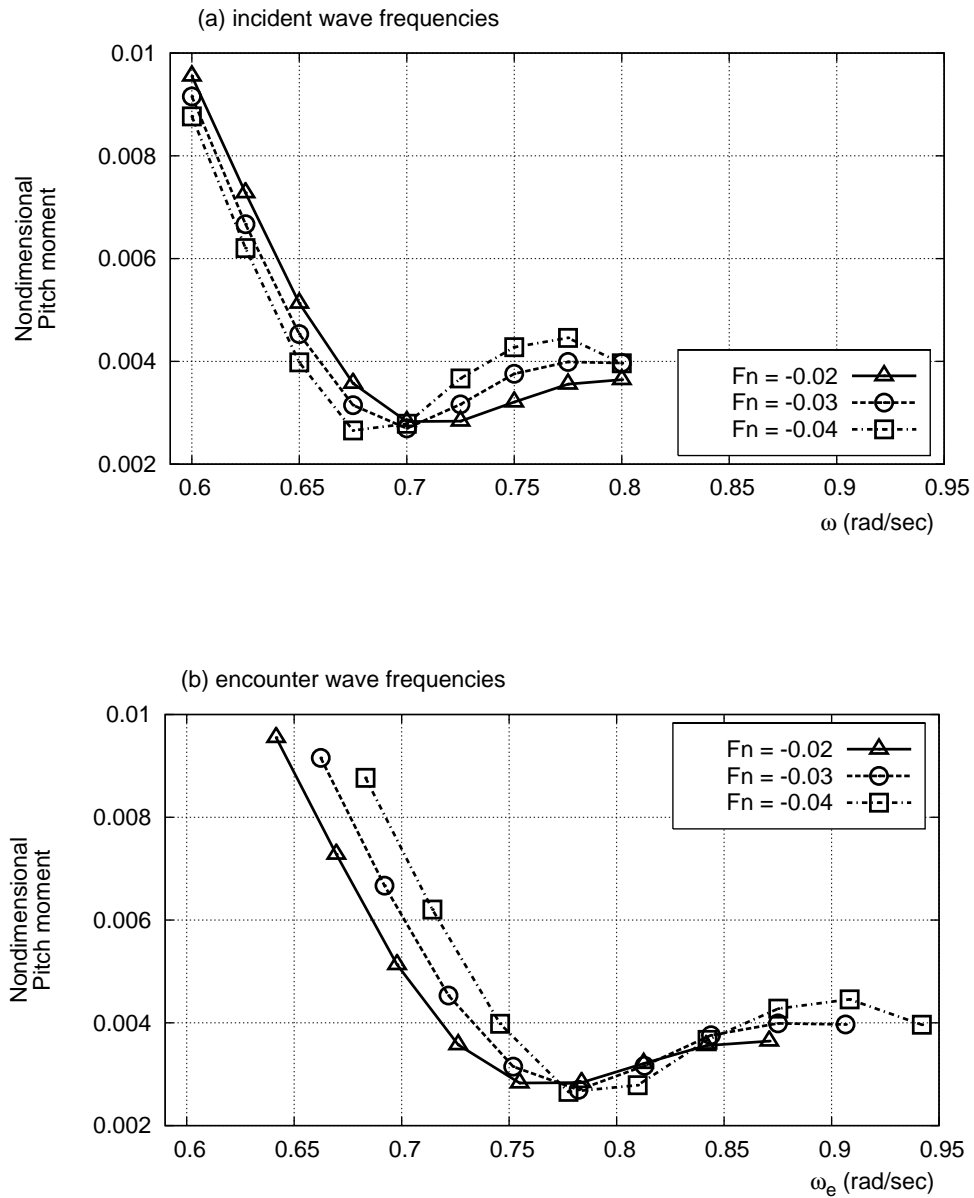 (a) incident wave frequencies
0.01
0.008
0.006
0.004
0.002
Nondimensional
Pitch moment
Fn = -0.02
Fn = -0.03
Fn = -0.04
0.6 0.65 0.7 0.75 0.8 0.85 0.9 0.95
ω (rad/sec)
(b) encounter wave frequencies
0.01
0.008
0.006
0.004
0.002
Nondimensional
Pitch moment
Fn = -0.02
Fn = -0.03
Fn = -0.04
0.6 0.65 0.7 0.75 0.8 0.85 0.9 0.95
ωe (rad/sec)